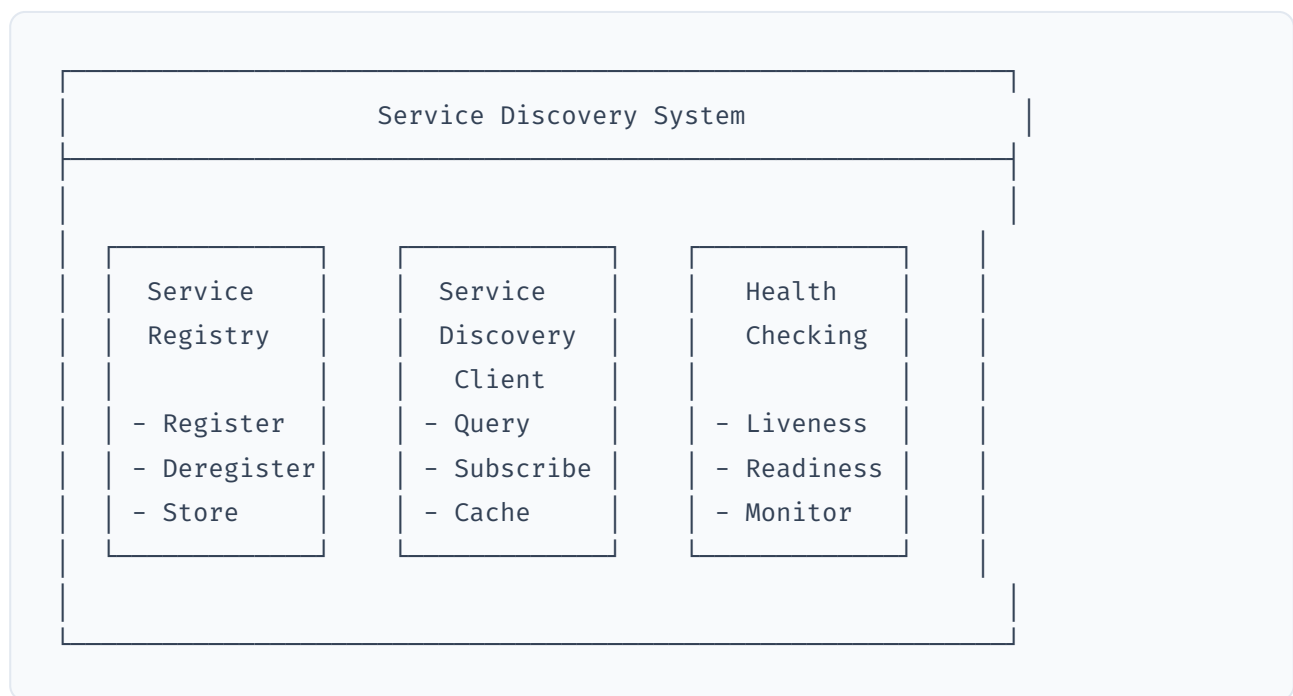 Service Discovery System
Service Service Health
Registry Discovery Checking
Client
- Register - Query - Liveness
- Deregister - Subscribe - Readiness
- Store - Cache - Monitor